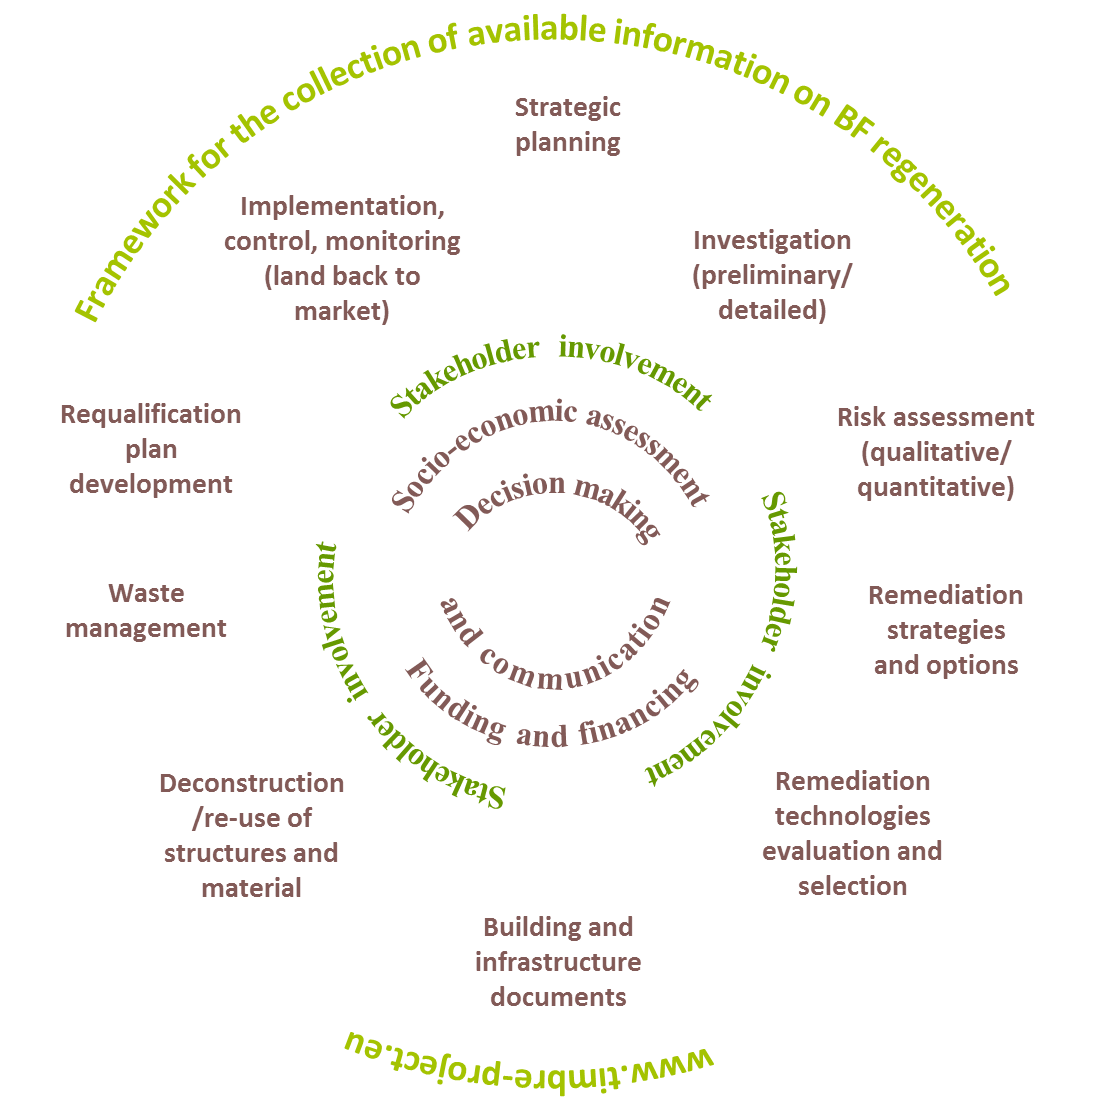 Framework for the collection of available information on BF regeneration
Strategic
planning
Implementation,
control, monitoring
(land back to
market)
Investigation
(preliminary/
detailed)
Stakeholder involvement
Socio-economic assessment
Decision making
and communication
Funding and financing
Stakeholder involvement
Stakeholder involvement
Requalification
plan
development
Risk assessment
(qualitative/
quantitative)
Waste
management
Remediation
strategies
and options
Deconstruction
/re-use of
structures and
material
Remediation
technologies
evaluation and
selection
Building and
infrastructure
documents
www.timbre-project.eu